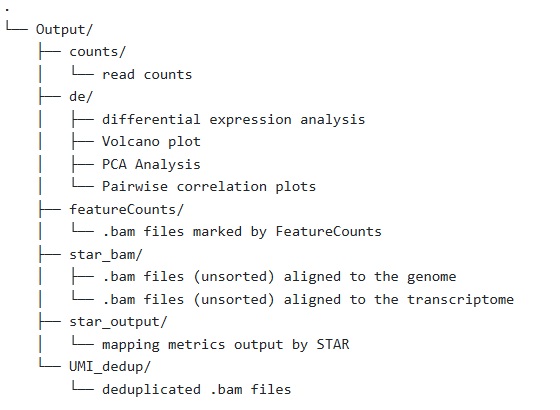 .
└── Output/
    ├── counts/
    │   └── read counts
    ├── de/
    │   ├── differential expression analysis
    │   ├── Volcano plot
    │   ├── PCA Analysis
    │   └── Pairwise correlation plots
    ├── featureCounts/
    │   └── .bam files marked by FeatureCounts
    ├── star_bam/
    │   ├── .bam files (unsorted) aligned to the genome
    │   └── .bam files (unsorted) aligned to the transcriptome
    ├── star_output/
    │   └── mapping metrics output by STAR
    └── UMI_dedup/
        └── deduplicated .bam files